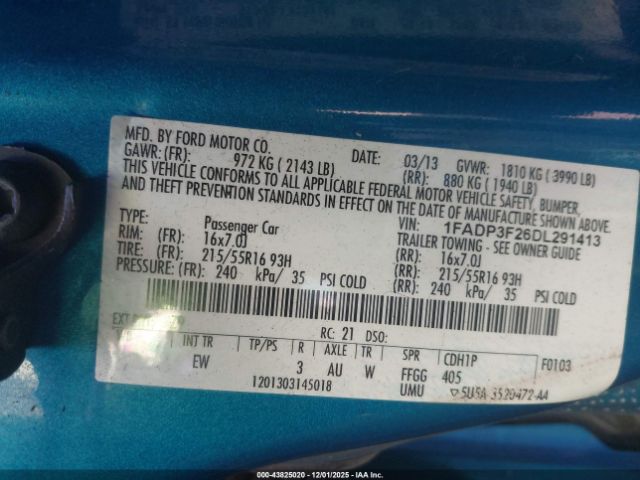 MFD. BY FORD MOTOR CO.
DATE: 03/13 GVWR: 1810 KG ( 3990 LB)
GAWR: (FR): 972 KG ( 2143 LB) (RR): 880 KG ( 1940 LB)
THIS VEHICLE CONFORMS TO ALL APPLICABLE FEDERAL MOTOR VEHICLE SAFETY, BUMPER,
AND THEFT PREVENTION STANDARDS IN EFFECT ON THE DATE OF MANUFACTURE SHOWN ABOVE.
VIN: 1FADP3F26DL291413
TYPE: Passenger Car TRAILER TOWING - SEE OWNER GUIDE
RIM: (FR): 16x7.0J (RR): 16x7.0J
TIRE: (FR): 215/55R16 93H (RR): 215/55R16 93H
PRESSURE: (FR): 240 kPa/ 35 PSI COLD (RR): 240 kPa/ 35 PSI COLD
EXT
RC: 21 DSO: F0103
INT TR TP/PS R AXLE TR SPR CDH1P
EW 3 AU W FFGG 405
1201303145018 UMU 5U5A-3520472-AA
000-43825020 - 12/01/2025 - IAAI.com